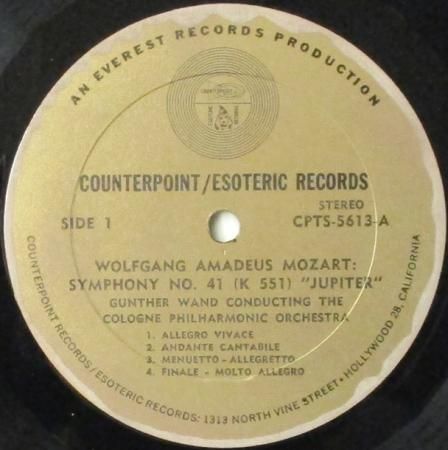 AN EVEREST RECORDS PRODUCTION
COUNTERPOINT
COUNTERPOINT/ESOTERIC RECORDS
STEREO
SIDE 1
CPTS-5613-A
WOLFGANG AMADEUS MOZART:
SYMPHONY NO. 41 (K 551) "JUPITER"
GUNTHER WAND CONDUCTING THE
COLOGNE PHILHARMONIC ORCHESTRA
1. ALLEGRO VIVACE
2. ANDANTE CANTABILE
3. MENUETTO - ALLEGRETTO
4. FINALE - MOLTO ALLEGRO
COUNTERPOINT RECORDS/ESOTERIC RECORDS: 1313 NORTH VINE STREET • HOLLYWOOD 28, CALIFORNIA